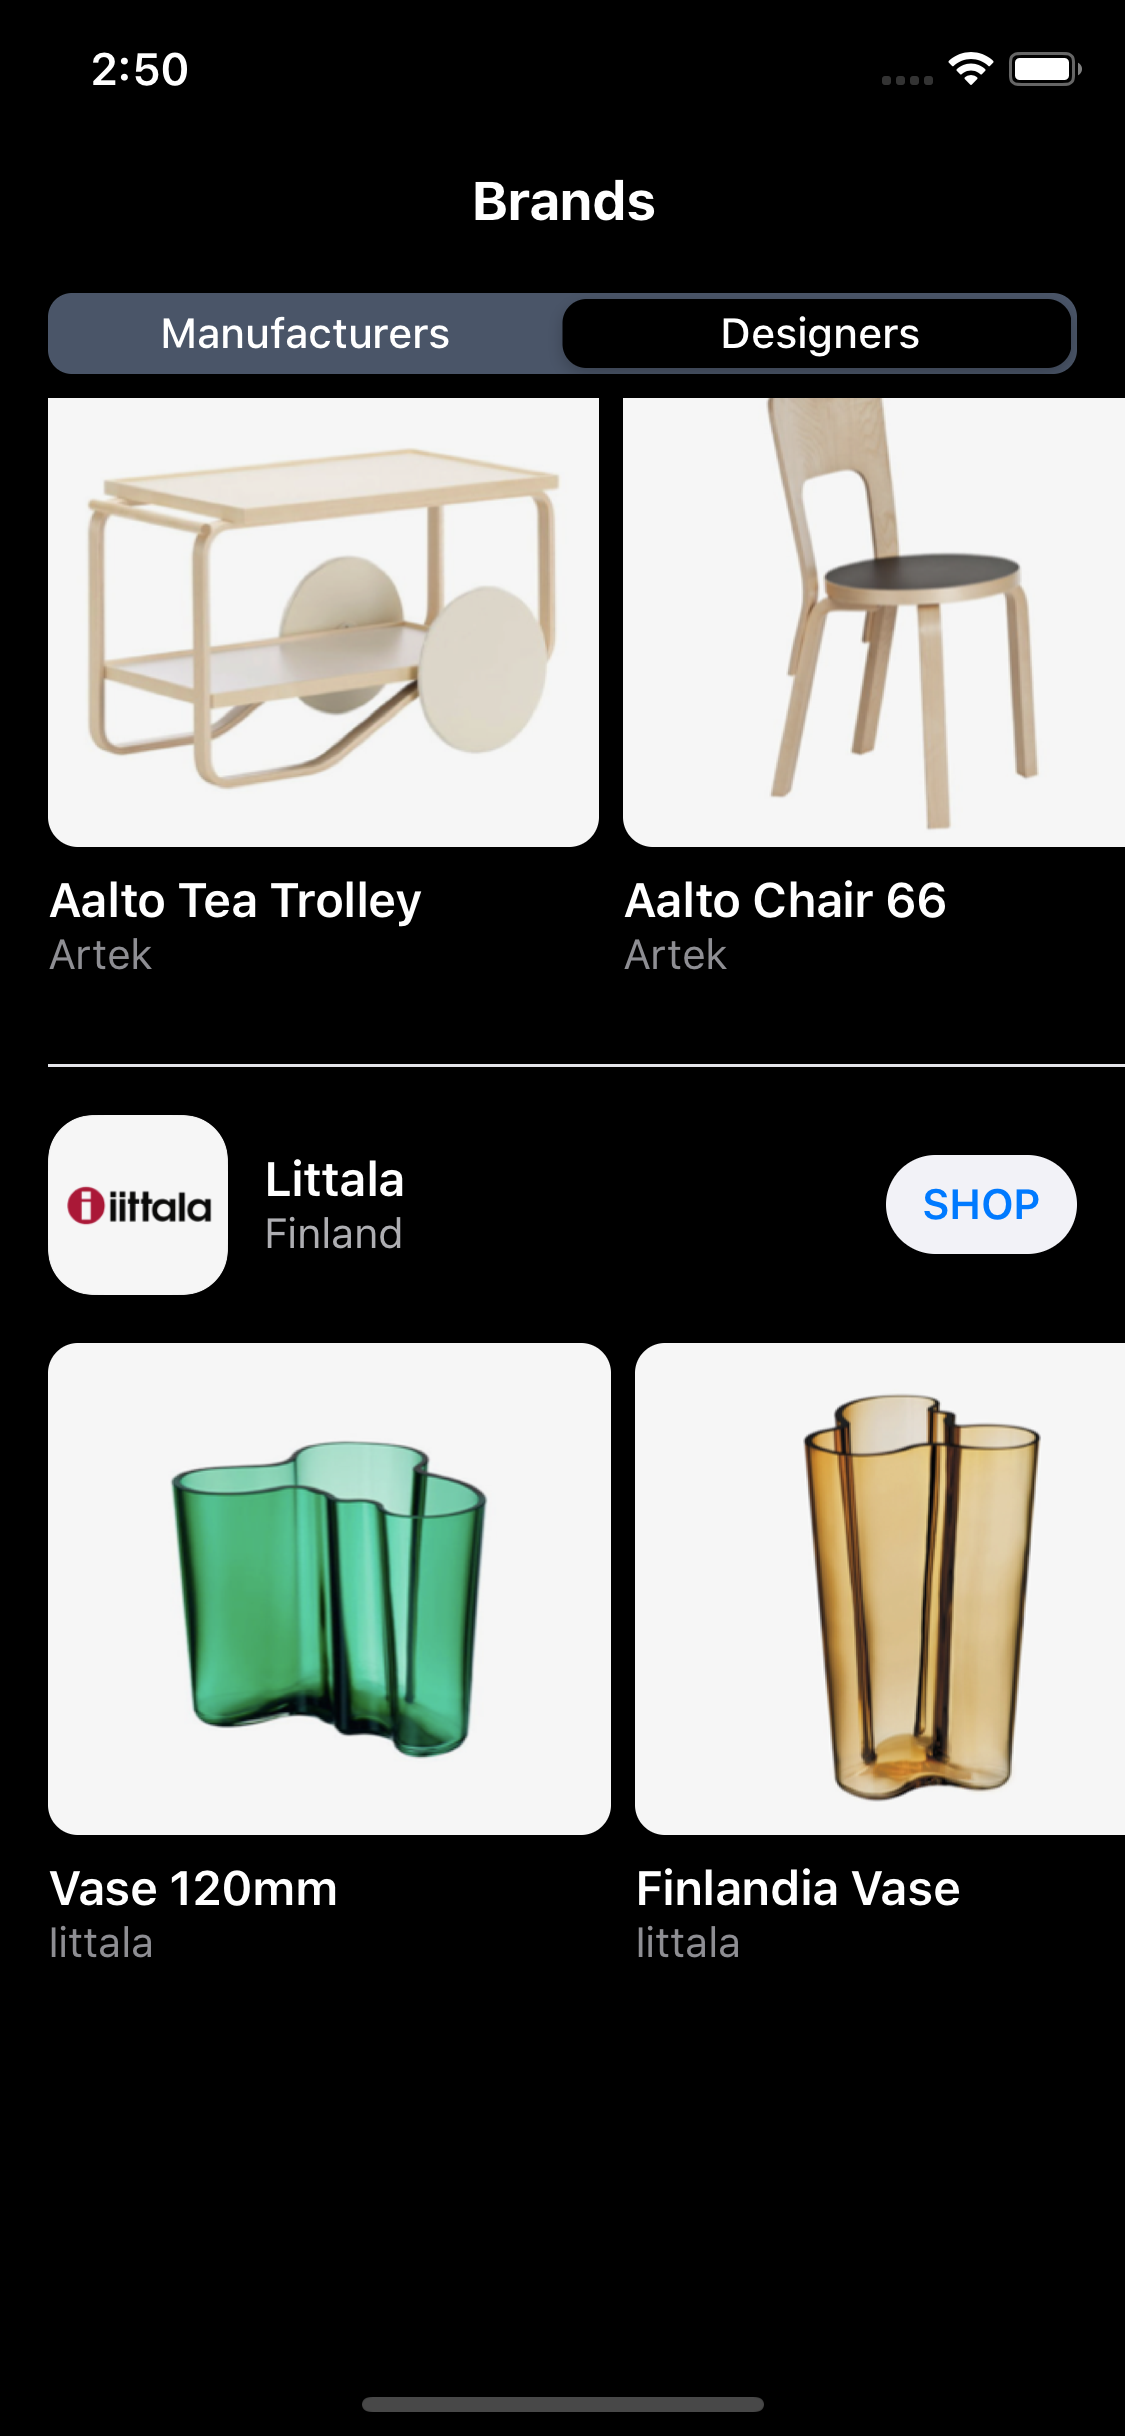 2:50
Brands
Manufacturers
Designers
Aalto Tea Trolley
Artek
Aalto Chair 66
Artek
iittala
Littala
Finland
SHOP
Vase 120mm
Iittala
Finlandia Vase
Iittala